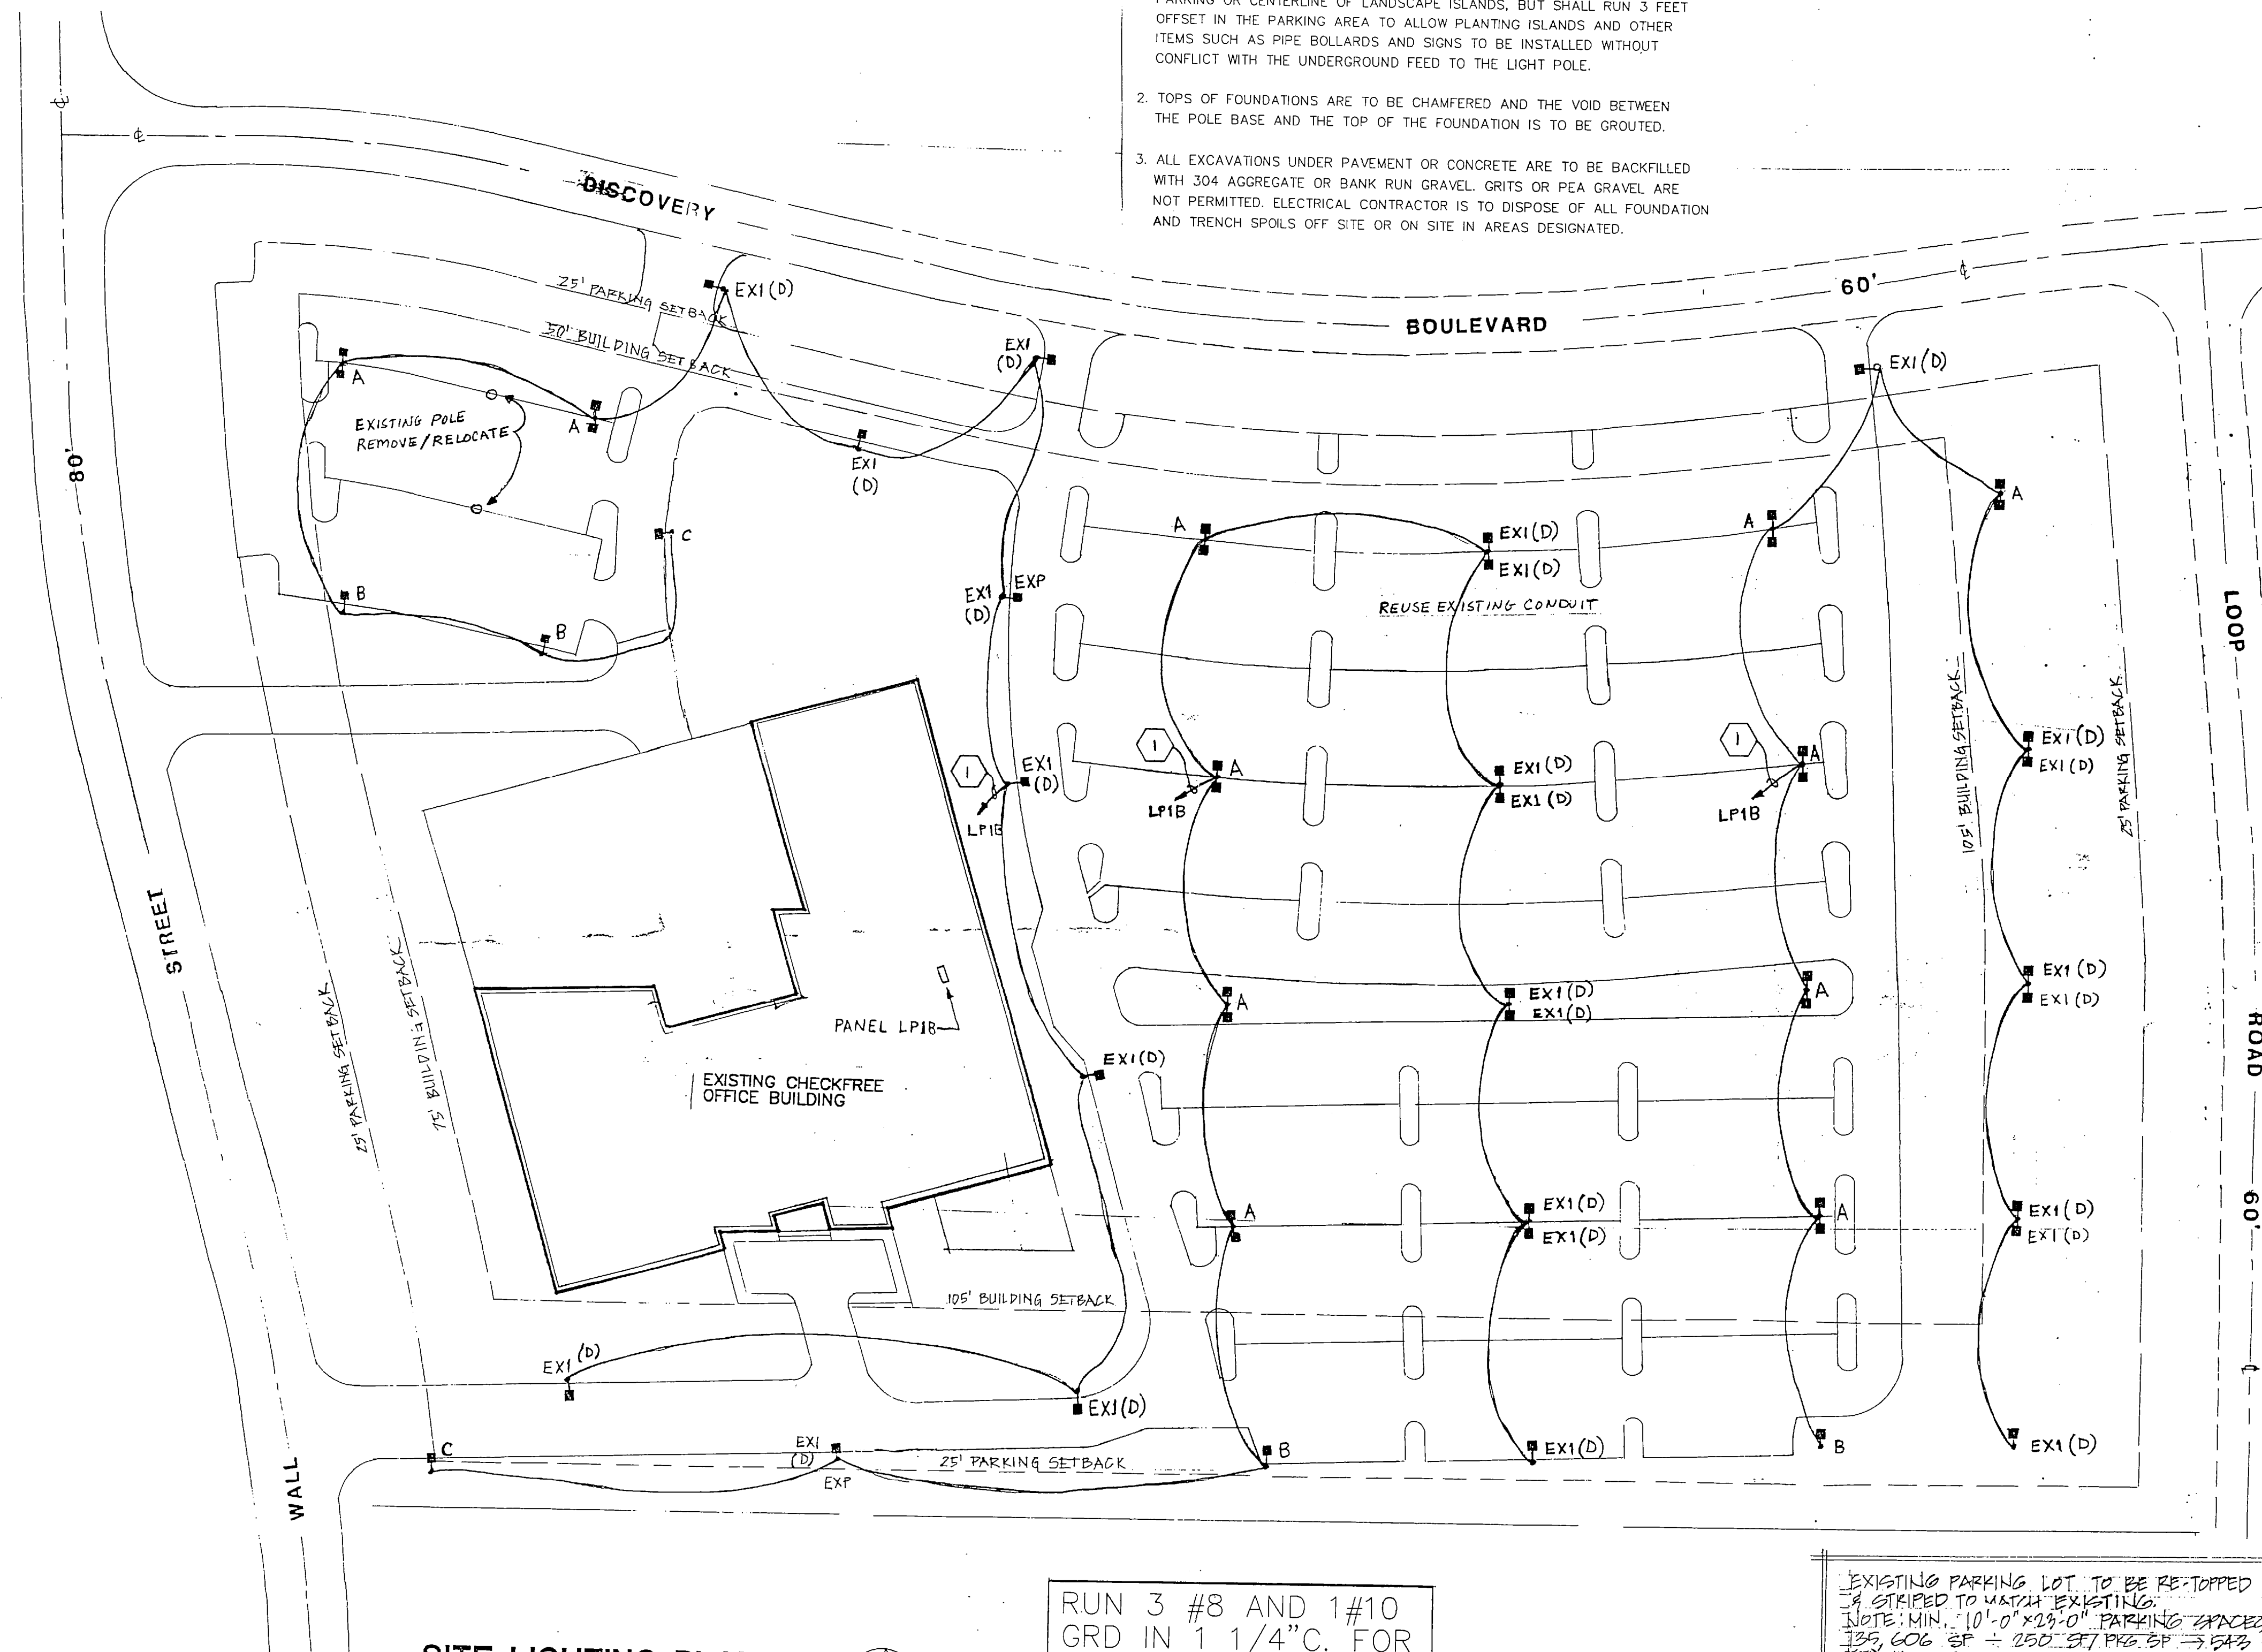 PARKING OR CENTERLINE OF LANDSCAPE ISLANDS, BUT SHALL RUN 3 FEET
OFFSET IN THE PARKING AREA TO ALLOW PLANTING ISLANDS AND OTHER
ITEMS SUCH AS PIPE BOLLARDS AND SIGNS TO BE INSTALLED WITHOUT
CONFLICT WITH THE UNDERGROUND FEED TO THE LIGHT POLE.
2. TOPS OF FOUNDATIONS ARE TO BE CHAMFERED AND THE VOID BETWEEN
THE POLE BASE AND THE TOP OF THE FOUNDATION IS TO BE GROUTED.
3. ALL EXCAVATIONS UNDER PAVEMENT OR CONCRETE ARE TO BE BACKFILLED
WITH 304 AGGREGATE OR BANK RUN GRAVEL. GRITS OR PEA GRAVEL ARE
NOT PERMITTED. ELECTRICAL CONTRACTOR IS TO DISPOSE OF ALL FOUNDATION
AND TRENCH SPOILS OFF SITE OR ON SITE IN AREAS DESIGNATED.
DISCOVERY
BOULEVARD
60'
25' PARKING SETBACK
EX1(D)
50' BUILDING SETBACK
EX1
(D)
EX1(D)
A
A
EXISTING POLE
REMOVE/RELOCATE
EX1
(D)
80'
A
A
EX1(D)
A
EX1(D)
C
B
EX1
(D)
EXP
REUSE EXISTING CONDUIT
LOOP
B
105' BUILDING SETBACK
25' PARKING SETBACK
1
EX1
(D)
LP1B
1
A
LP1B
EX1(D)
EX1(D)
1
A
LP1B
EX1(D)
EX1(D)
STREET
25' PARKING SETBACK
75' BUILDING SETBACK
A
EX1(D)
EX1(D)
A
EX1(D)
EX1(D)
PANEL LP1B
ROAD
EX1(D)
EXISTING CHECKFREE
OFFICE BUILDING
A
EX1(D)
EX1(D)
A
EX1(D)
EX1(D)
60'
105' BUILDING SETBACK
EX1(D)
EX1(D)
C
EX1
(D)
EXP
25' PARKING SETBACK
B
EX1(D)
B
EX1(D)
WALL
SITE LIGHTING
RUN 3 #8 AND 1#10
GRD IN 1 1/4"C. FOR
EXISTING PARKING LOT TO BE RE-TOPPED
& STRIPED TO MATCH EXISTING.
NOTE: MIN. 10'-0"x23'-0" PARKING SPACES